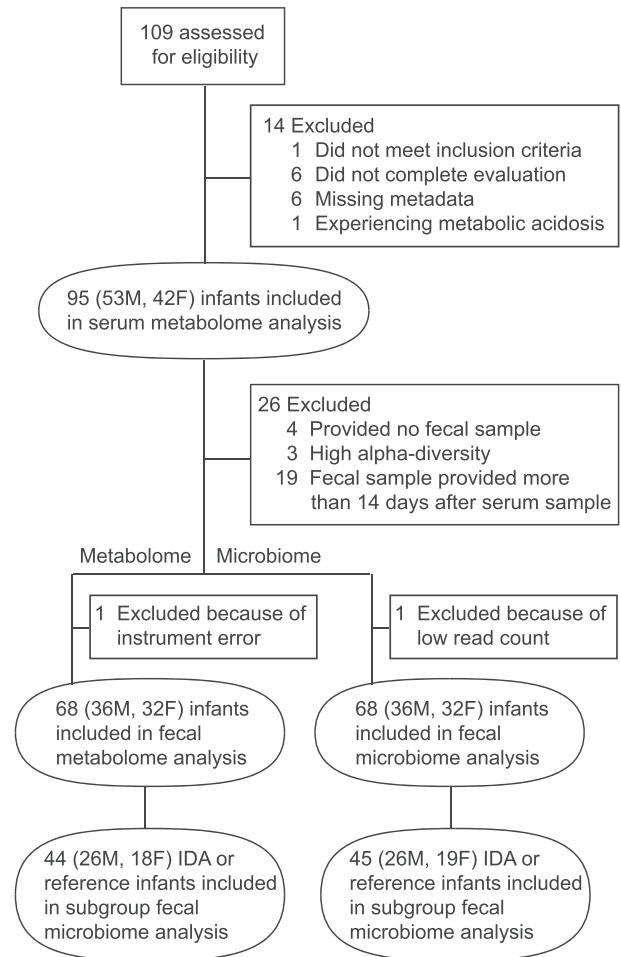 109 assessed
for eligibility
14 Excluded
1 Did not meet inclusion criteria
6 Did not complete evaluation
6 Missing metadata
1 Experiencing metabolic acidosis
95 (53M, 42F) infants included
in serum metabolome analysis
26 Excluded
4 Provided no fecal sample
3 High alpha-diversity
19 Fecal sample provided more
than 14 days after serum sample
Metabolome
Microbiome
1 Excluded because of
instrument error
1 Excluded because of
low read count
68 (36M, 32F) infants
included in fecal
metabolome analysis
68 (36M, 32F) infants
included in fecal
microbiome analysis
44 (26M, 18F) IDA or
reference infants included
in subgroup fecal
microbiome analysis
45 (26M, 19F) IDA or
reference infants included
in subgroup fecal
microbiome analysis